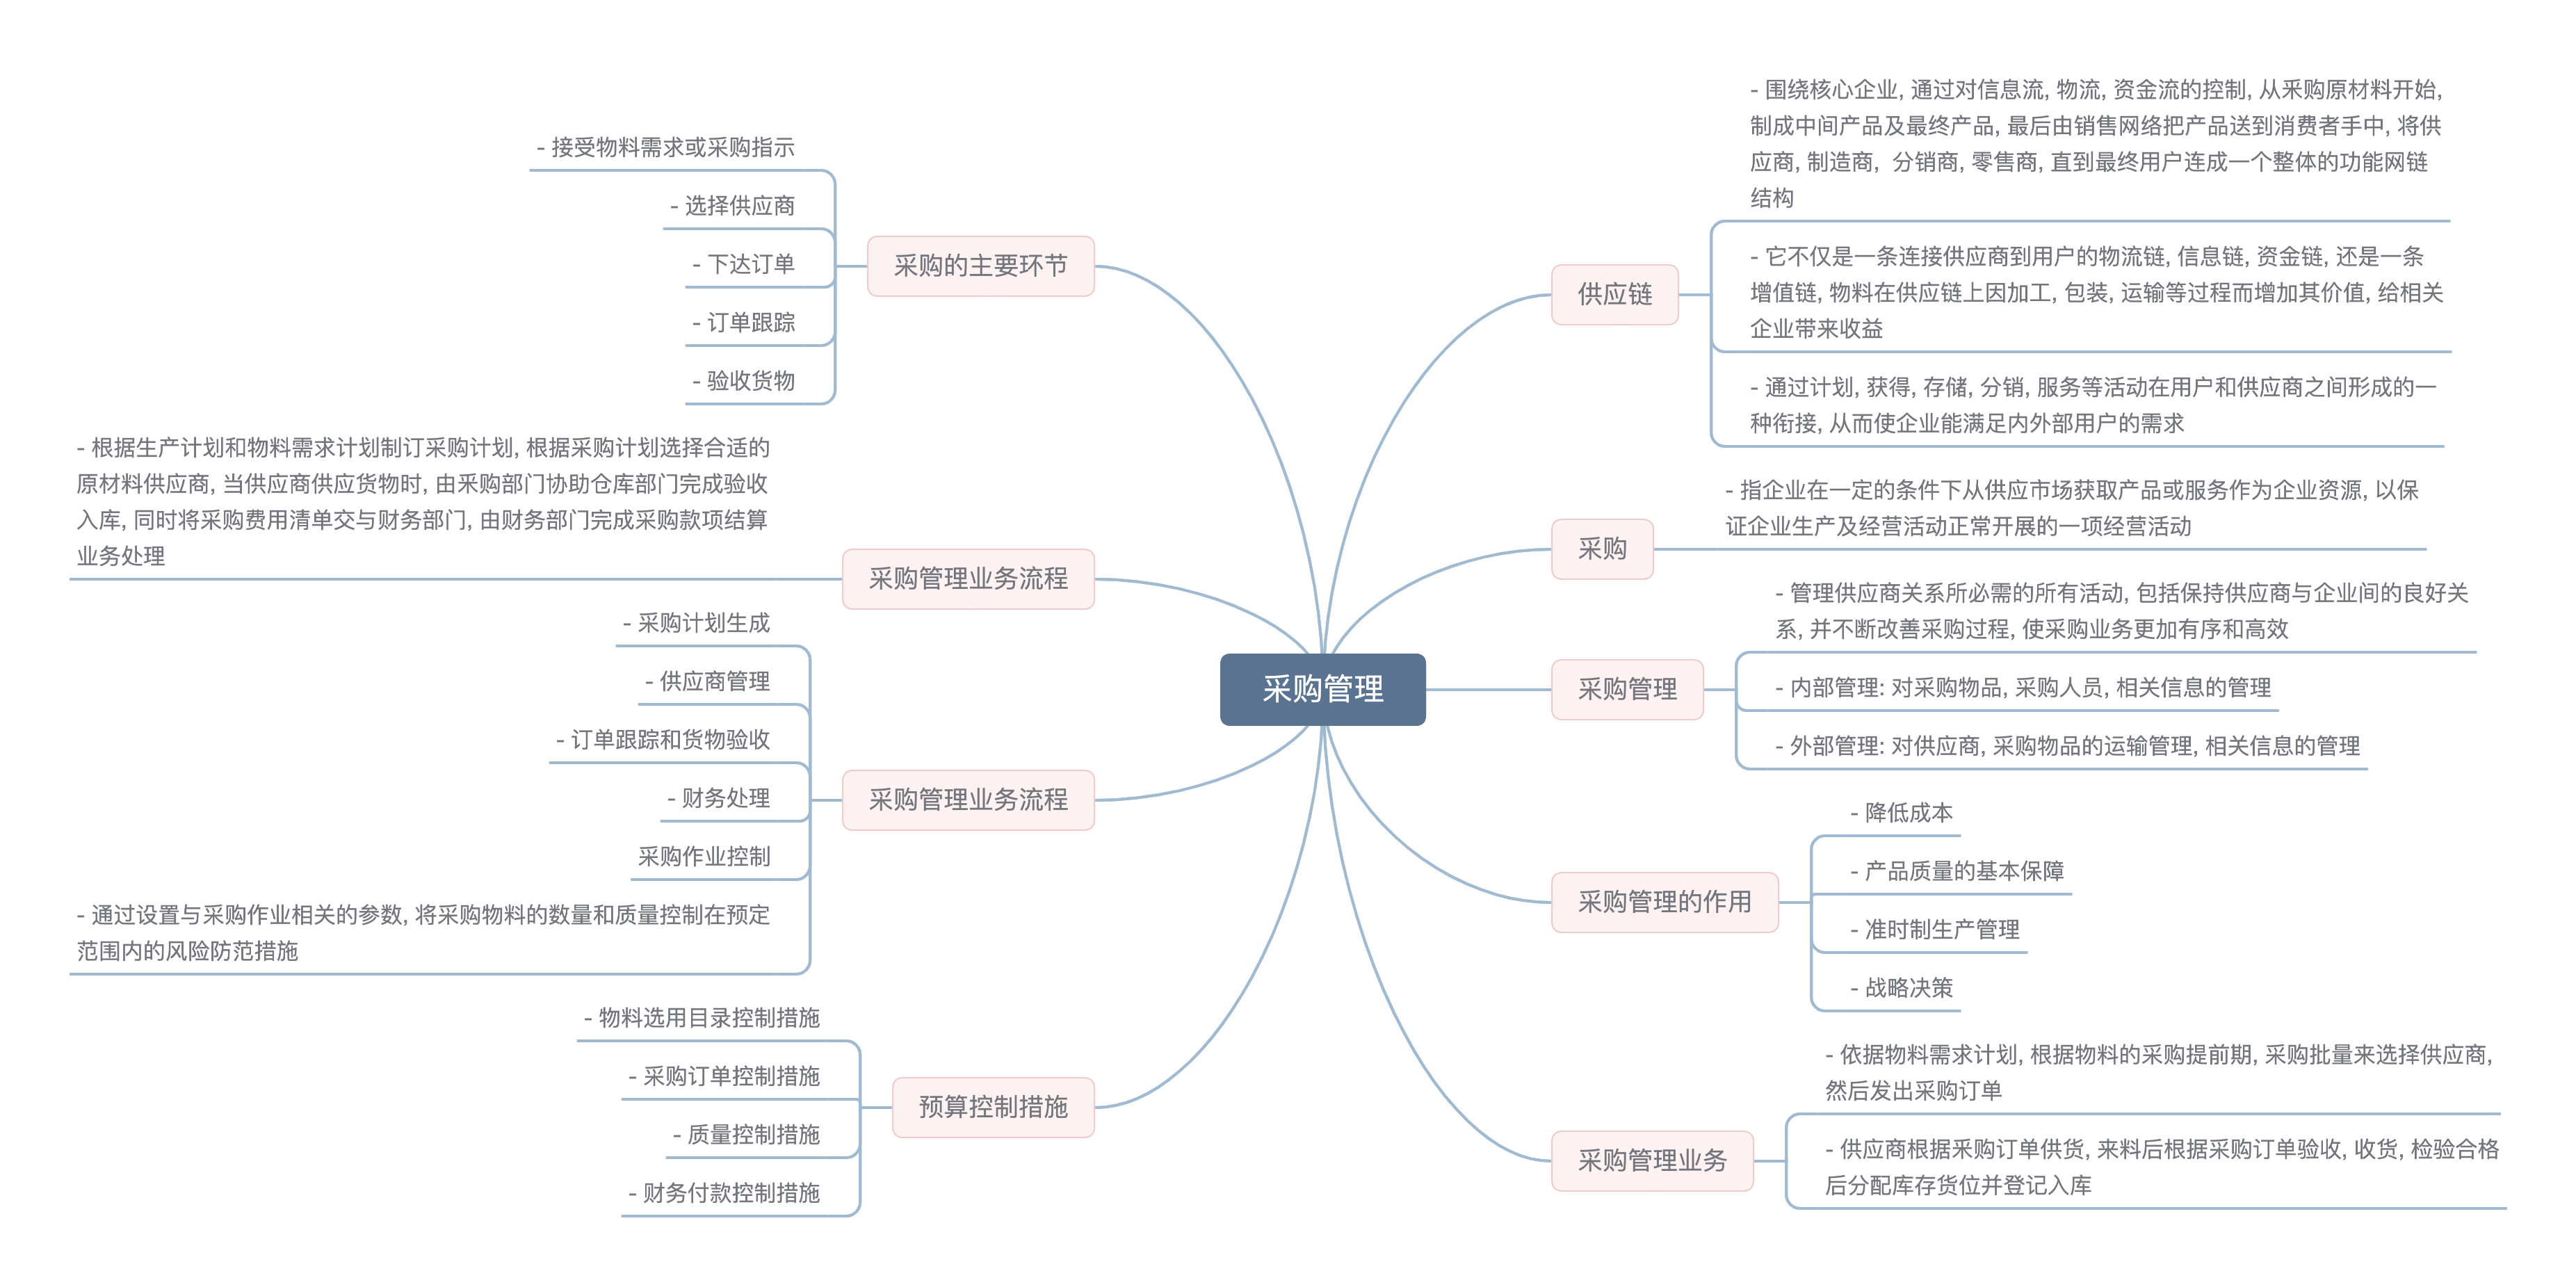 采购管理
供应链
- 围绕核心企业, 通过对信息流, 物流, 资金流的控制, 从采购原材料开始,
制成中间产品及最终产品, 最后由销售网络把产品送到消费者手中, 将供
应商, 制造商,  分销商, 零售商, 直到最终用户连成一个整体的功能网链
结构
- 它不仅是一条连接供应商到用户的物流链, 信息链, 资金链, 还是一条
增值链, 物料在供应链上因加工, 包装, 运输等过程而增加其价值, 给相关
企业带来收益
- 通过计划, 获得, 存储, 分销, 服务等活动在用户和供应商之间形成的一
种衔接, 从而使企业能满足内外部用户的需求
采购
- 指企业在一定的条件下从供应市场获取产品或服务作为企业资源, 以保
证企业生产及经营活动正常开展的一项经营活动
采购管理
- 管理供应商关系所必需的所有活动, 包括保持供应商与企业间的良好关
系, 并不断改善采购过程, 使采购业务更加有序和高效
- 内部管理: 对采购物品, 采购人员, 相关信息的管理
- 外部管理: 对供应商, 采购物品的运输管理, 相关信息的管理
采购管理的作用
- 降低成本
- 产品质量的基本保障
- 准时制生产管理
- 战略决策
采购管理业务
- 依据物料需求计划, 根据物料的采购提前期, 采购批量来选择供应商,
然后发出采购订单
- 供应商根据采购订单供货, 来料后根据采购订单验收, 收货, 检验合格
后分配库存货位并登记入库
采购的主要环节
- 接受物料需求或采购指示
- 选择供应商
- 下达订单
- 订单跟踪
- 验收货物
采购管理业务流程
- 根据生产计划和物料需求计划制订采购计划, 根据采购计划选择合适的
原材料供应商, 当供应商供应货物时, 由采购部门协助仓库部门完成验收
入库, 同时将采购费用清单交与财务部门, 由财务部门完成采购款项结算
业务处理
采购管理业务流程
- 采购计划生成
- 供应商管理
- 订单跟踪和货物验收
- 财务处理
采购作业控制
- 通过设置与采购作业相关的参数, 将采购物料的数量和质量控制在预定
范围内的风险防范措施
预算控制措施
- 物料选用目录控制措施
- 采购订单控制措施
- 质量控制措施
- 财务付款控制措施